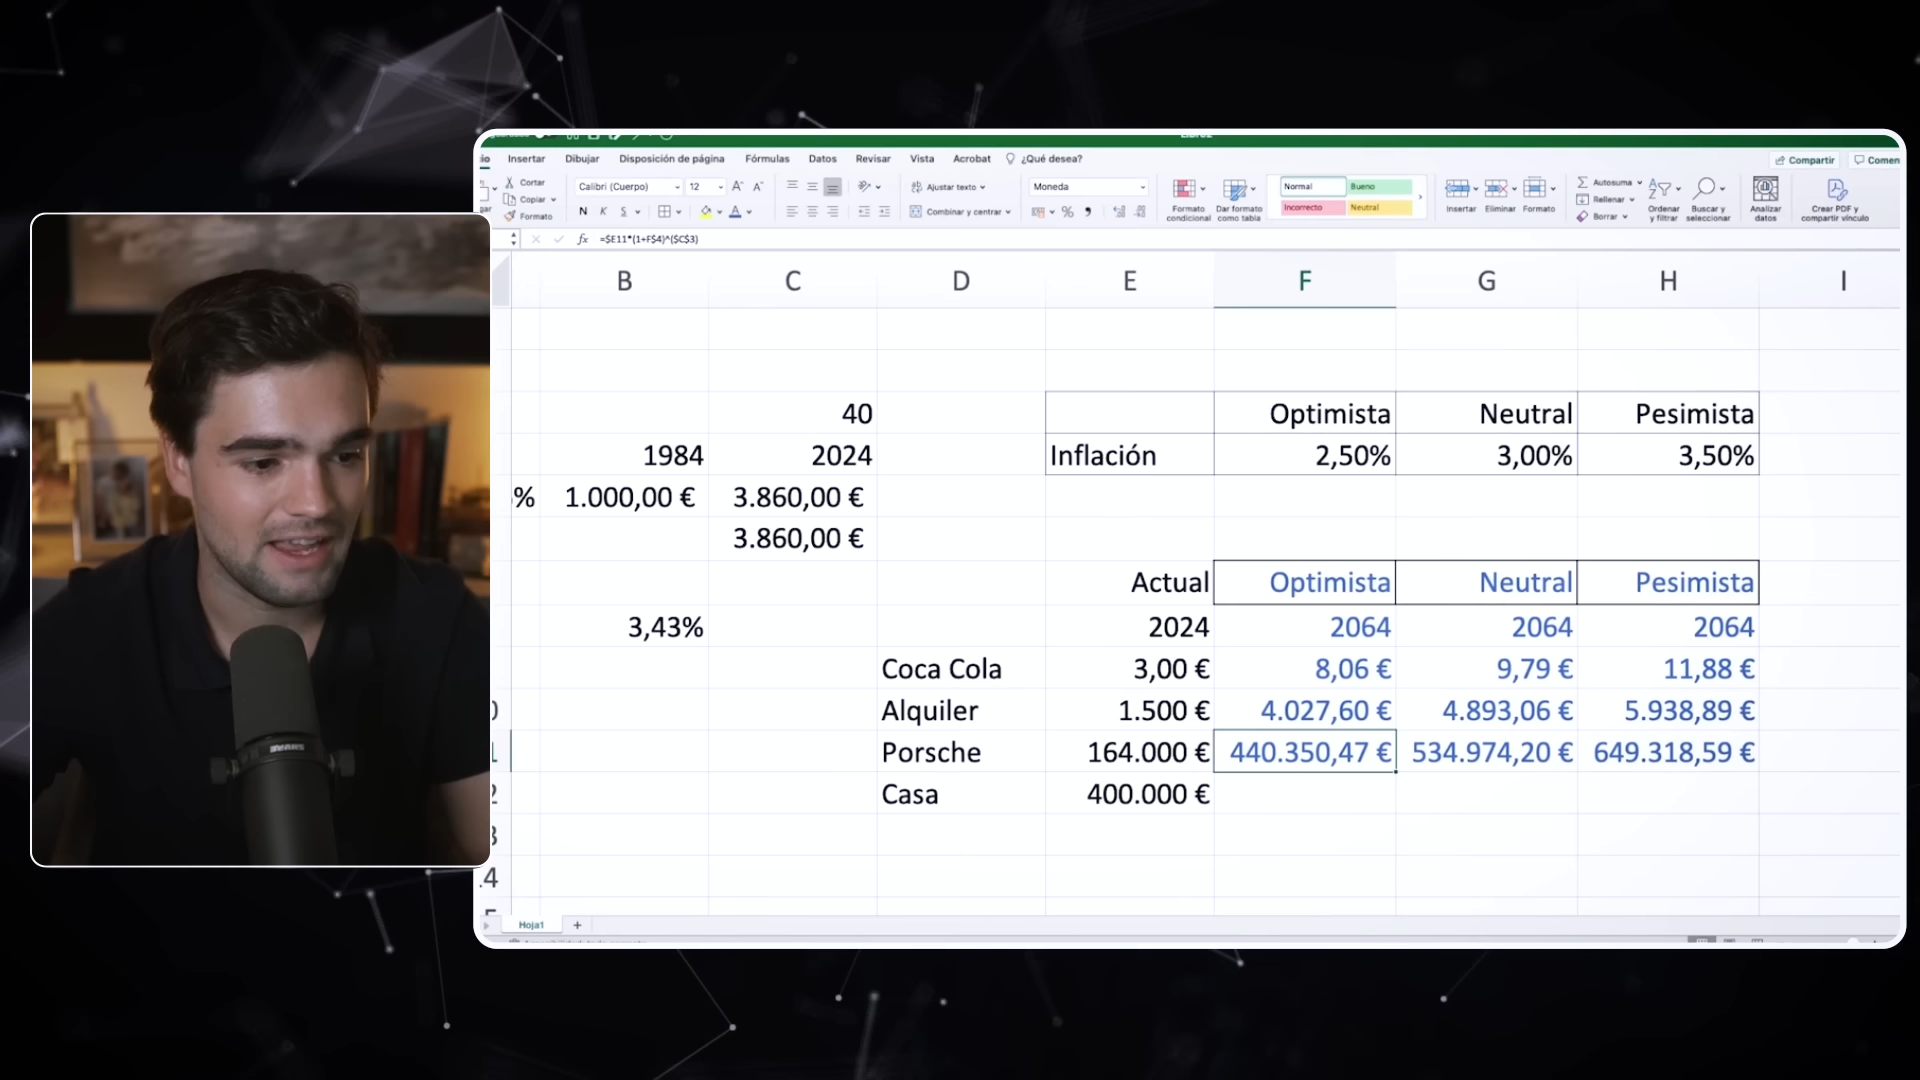 Insertar Dibujar Disposición de página Fórmulas Datos Revisar Vista Acrobat ¿Qué desea? Compartir Comen
Cortar
Copiar
Formato
Calibri (Cuerpo) 12
N K S
Ajustar texto
Combinar y centrar
Moneda
%
Formato condicional
Dar formato como tabla
Normal Bueno
Incorrecto Neutral
Insertar Eliminar Formato
Autosuma
Rellenar
Borrar
Ordenar y filtrar
Buscar y seleccionar
Analizar datos
Crear PDF y compartir vínculo
fx =$E11*(1+F$4)^($C$3)
B C D E F G H I
40 Optimista Neutral Pesimista
1984 2024 Inflación 2,50% 3,00% 3,50%
% 1.000,00 € 3.860,00 €
3.860,00 €
Actual Optimista Neutral Pesimista
3,43% 2024 2064 2064 2064
Coca Cola 3,00 € 8,06 € 9,79 € 11,88 €
Alquiler 1.500 € 4.027,60 € 4.893,06 € 5.938,89 €
Porsche 164.000 € 440.350,47 € 534.974,20 € 649.318,59 €
Casa 400.000 €
Hoja1 +